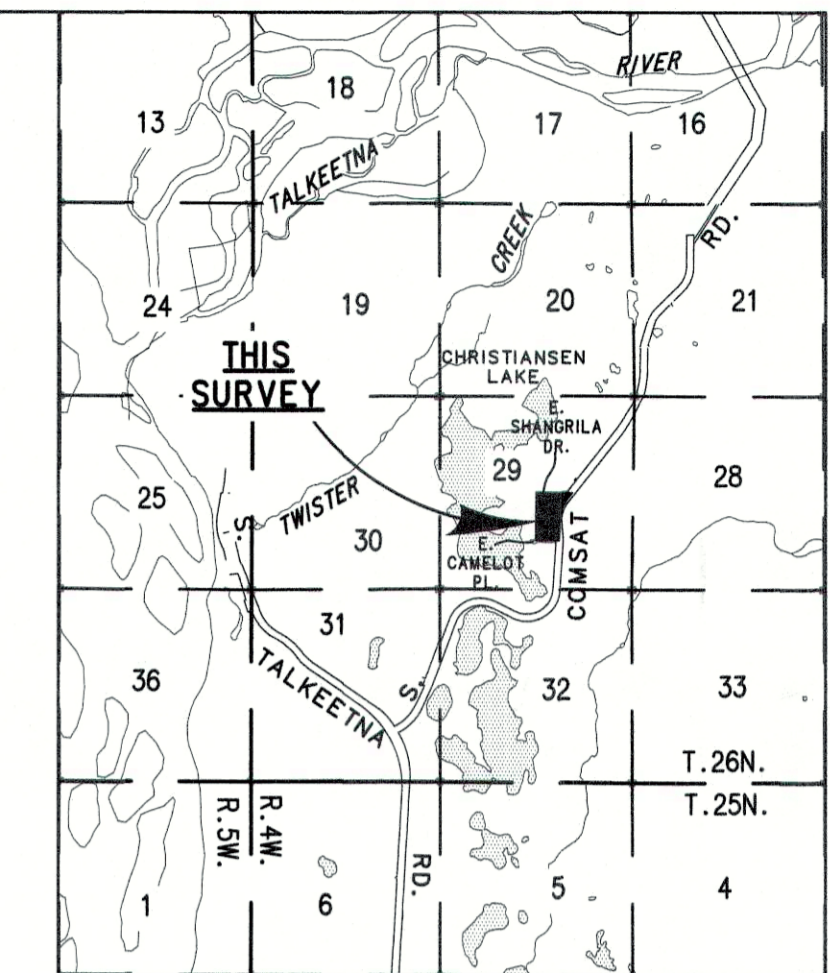 RIVER
18
13
17
16
TALKEETNA
CREEK
RD.
24
19
20
21
THIS
SURVEY
CHRISTIANSEN
LAKE
E.
SHANGRILA
DR.
29
28
25
TWISTER
S.
30
E.
CAMELOT
PL.
COMSAT
31
TALKEETNA
S.
36
32
33
T.26N.
T.25N.
R.5W.
R.4W.
RD.
1
6
5
4